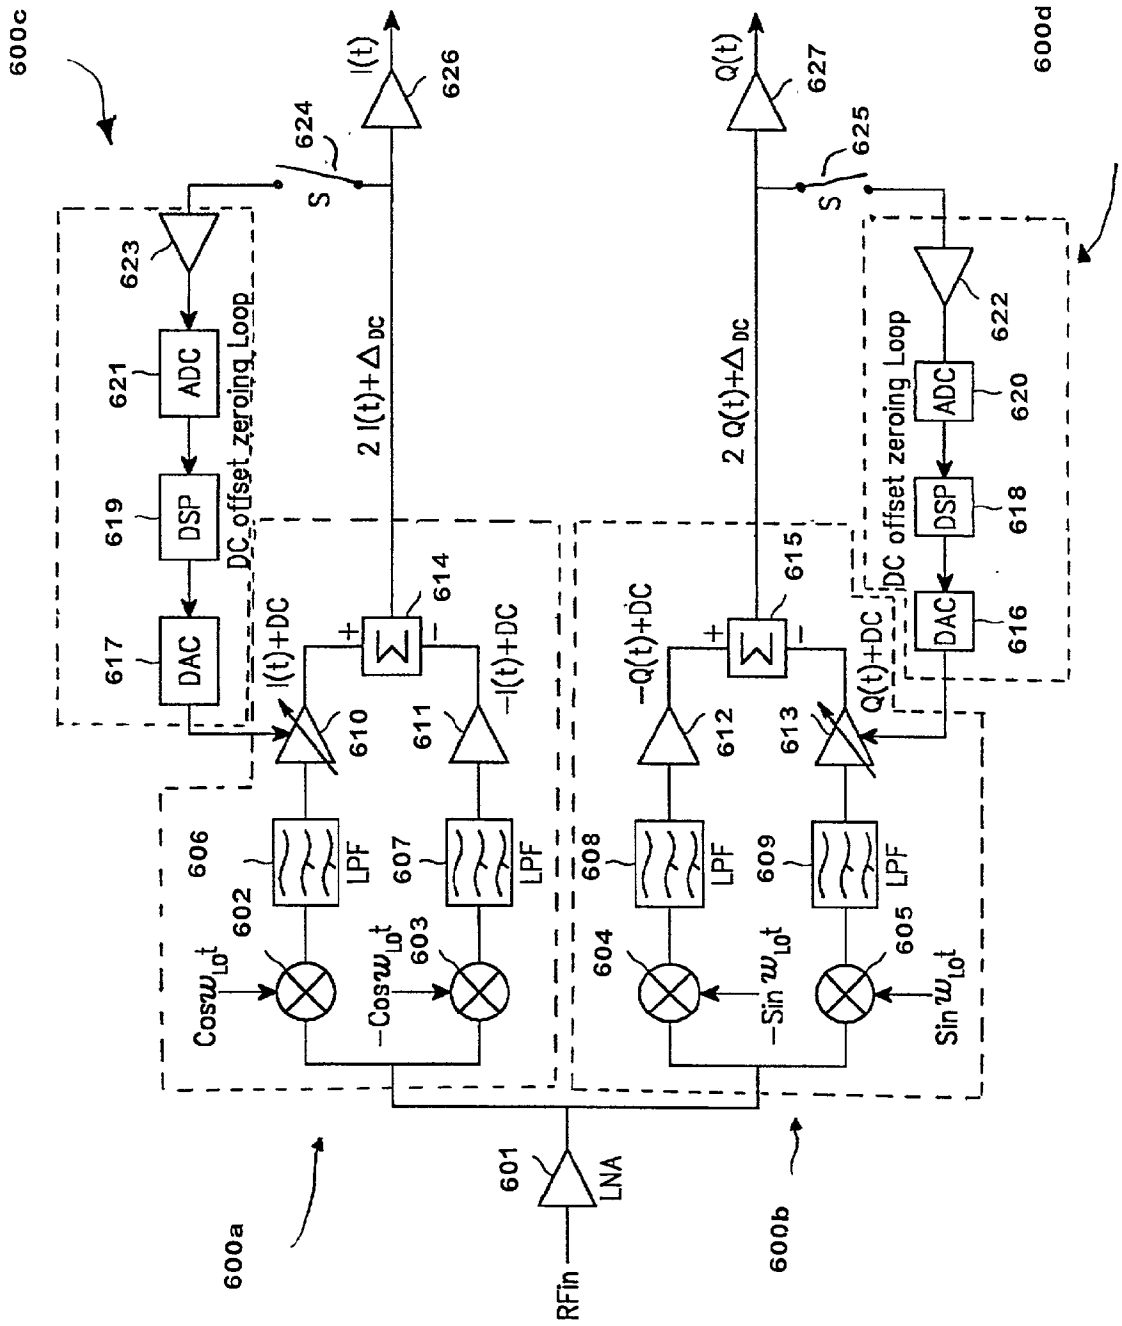 600c
600d
623
621
ADC
619
DSP
617
DAC
DC offset zeroing Loop
S
624
I(t)
626
2 I(t)+ΔDC
I(t)+DC
610
+
Σ
−
614
−I(t)+DC
611
606
LPF
607
LPF
602
Cosw_LO t
603
−Cosw_LO t
600a
601
LNA
RFin
600b
Q(t)
627
S
625
622
DC offset zeroing Loop
ADC
620
DSP
618
DAC
616
2 Q(t)+ΔDC
−Q(t)+DC
612
+
Σ
−
615
Q(t)+DC
613
608
LPF
609
LPF
604
−Sin w_LO t
605
Sin w_LO t